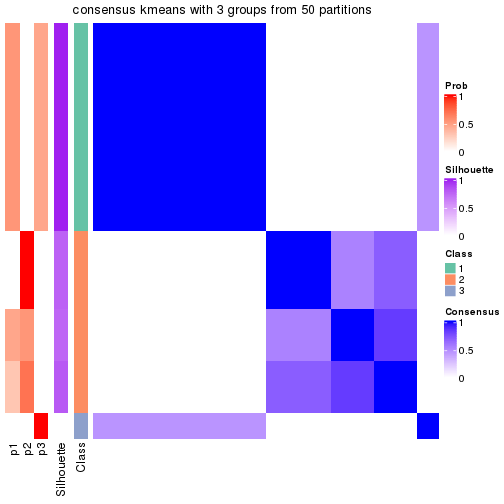 consensus kmeans with 3 groups from 50 partitions
Prob
1
0.5
0
Silhouette
1
0.5
0
Class
1
2
3
Consensus
1
0.5
0
p1
p2
p3
Silhouette
Class